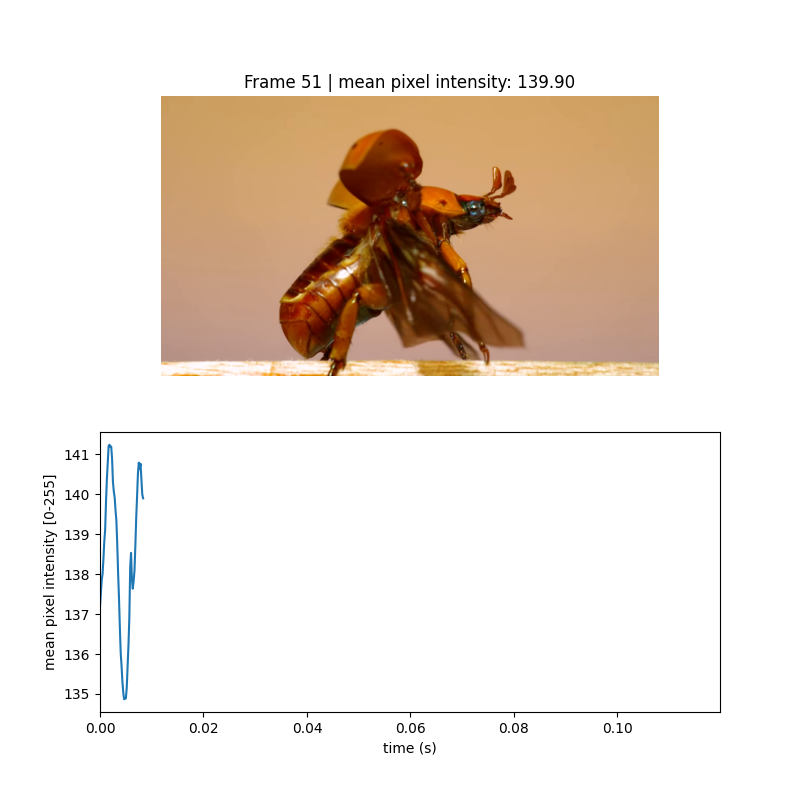 Frame 51 | mean pixel intensity: 139.90
141
140
139
138
137
136
135
mean pixel intensity [0-255]
0.00 0.02 0.04 0.06 0.08 0.10
time (s)